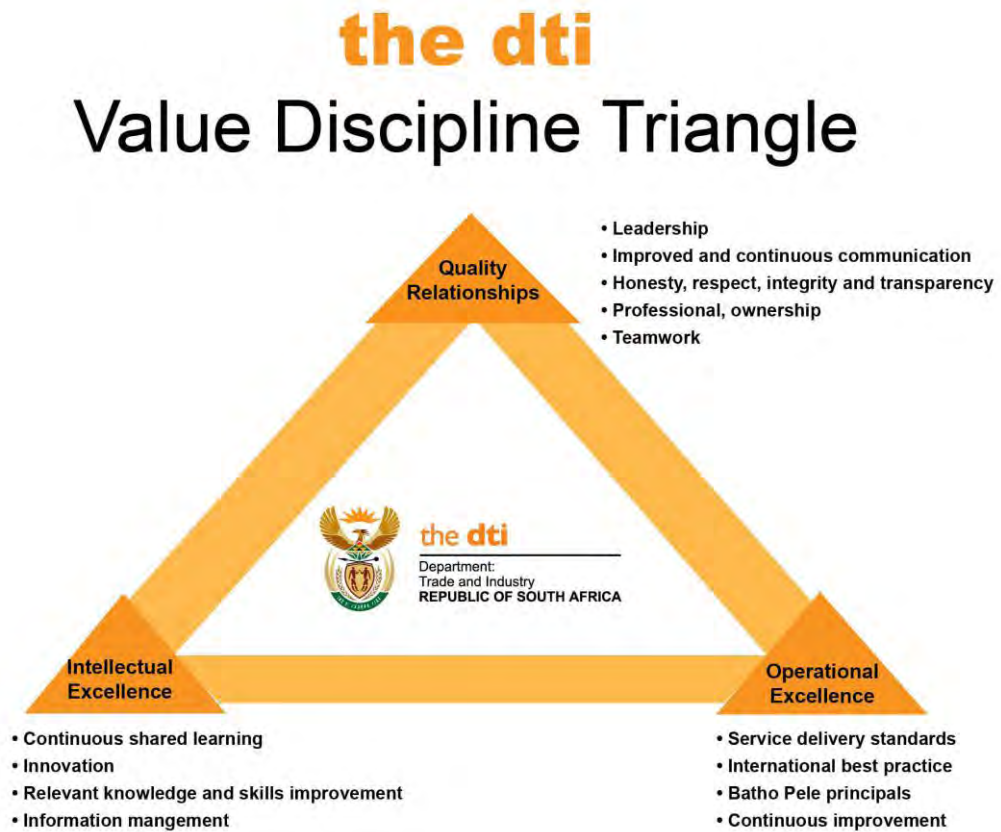 the dti
Value Discipline Triangle
Quality
Relationships
• Leadership
• Improved and continuous communication
• Honesty, respect, integrity and transparency
• Professional, ownership
• Teamwork
the dti
Department:
Trade and Industry
REPUBLIC OF SOUTH AFRICA
Intellectual
Excellence
• Continuous shared learning
• Innovation
• Relevant knowledge and skills improvement
• Information mangement
Operational
Excellence
• Service delivery standards
• International best practice
• Batho Pele principals
• Continuous improvement